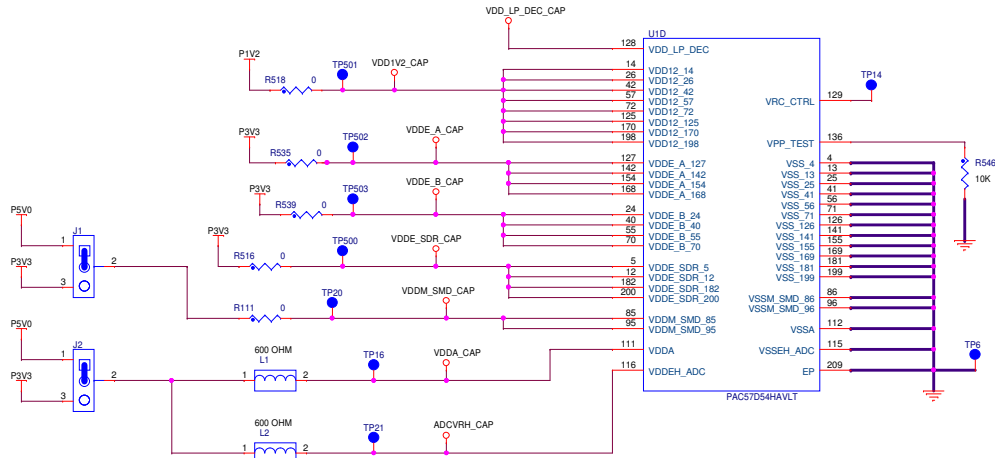 VDD_LP_DEC_CAP
U1D
128 VDD_LP_DEC
P1V2
R518 0
TP501
VDD1V2_CAP
14 VDD12_14
26 VDD12_26
42 VDD12_42
57 VDD12_57
72 VDD12_72
125 VDD12_125
170 VDD12_170
198 VDD12_198
TP14
VRC_CTRL 129
P3V3
R535 0
TP502
VDDE_A_CAP
127 VDDE_A_127
142 VDDE_A_142
154 VDDE_A_154
168 VDDE_A_168
VPP_TEST 136
R546
10K
P3V3
R539 0
TP503
VDDE_B_CAP
24 VDDE_B_24
40 VDDE_B_40
55 VDDE_B_55
70 VDDE_B_70
VSS_4 4
VSS_13 13
VSS_25 25
VSS_41 41
VSS_56 56
VSS_71 71
VSS_126 126
VSS_141 141
VSS_155 155
VSS_169 169
VSS_181 181
VSS_199 199
P3V3
R516 0
TP500
VDDE_SDR_CAP
5 VDDE_SDR_5
12 VDDE_SDR_12
182 VDDE_SDR_182
200 VDDE_SDR_200
VSSM_SMD_86 86
VSSM_SMD_96 96
P5V0
J1
1
P3V3
2
3
R111 0
TP20
VDDM_SMD_CAP
85 VDDM_SMD_85
95 VDDM_SMD_95
VSSA 112
VSSEH_ADC 115
EP 209
TP6
P5V0
J2
1
P3V3
2
3
600 OHM
L1
1 2
TP16
VDDA_CAP
111 VDDA
116 VDDEH_ADC
PAC57D54HAVLT
600 OHM
L2
1 2
TP21
ADCVRH_CAP